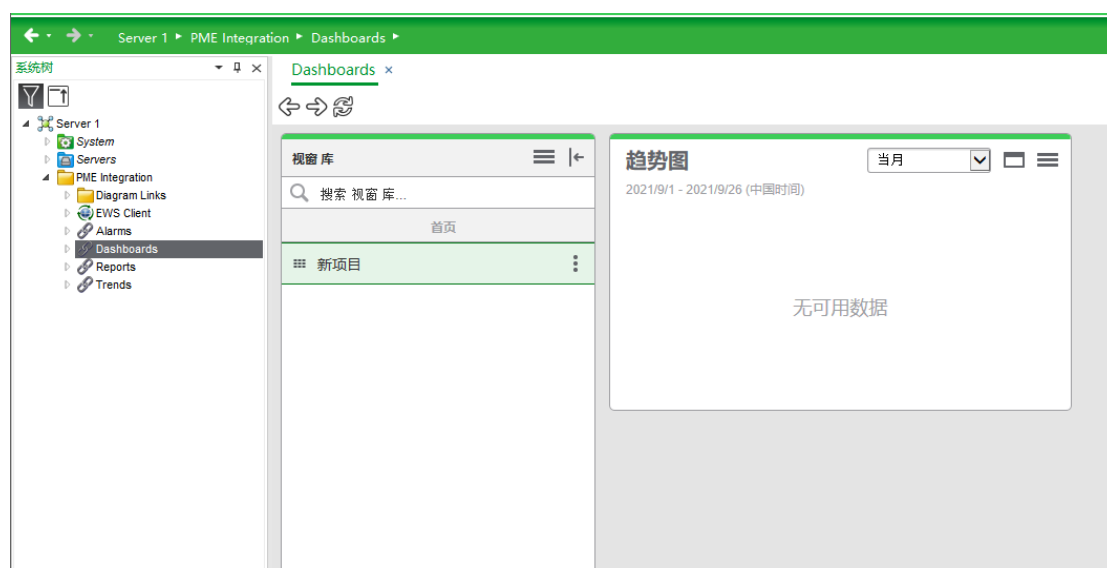 Server 1 ▸ PME Integration ▸ Dashboards ▸
系统树
Server 1
System
Servers
PME Integration
Diagram Links
EWS Client
Alarms
Dashboards
Reports
Trends
Dashboards ×
视窗 库
搜索 视窗 库...
首页
新项目
趋势图
当月
2021/9/1 - 2021/9/26 (中国时间)
无可用数据